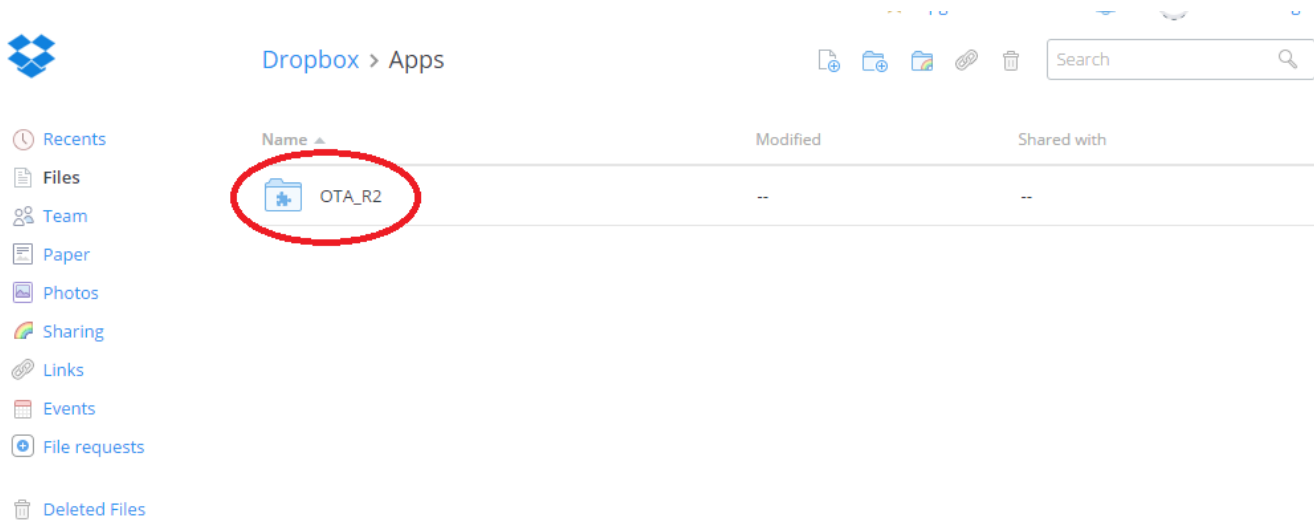 Dropbox > Apps
Search
Recents
Files
Team
Paper
Photos
Sharing
Links
Events
File requests
Deleted Files
Name Modified Shared with
OTA_R2 -- --